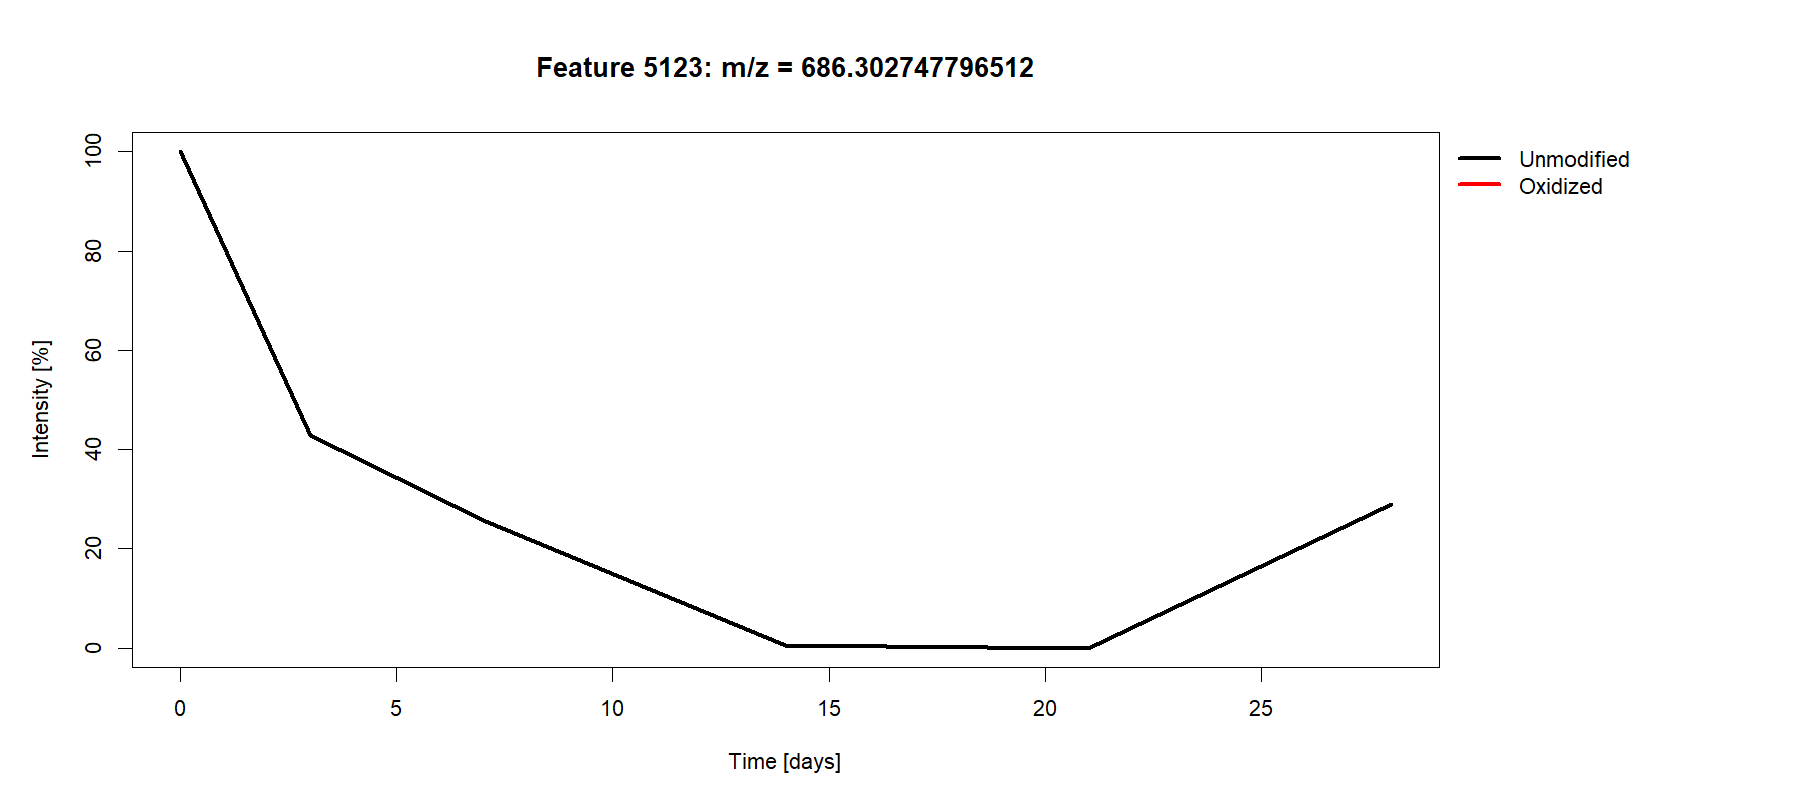 Feature 5123: m/z = 686.302747796512
Unmodified
Oxidized
Intensity [%]
100
80
60
40
20
0
0 5 10 15 20 25
Time [days]